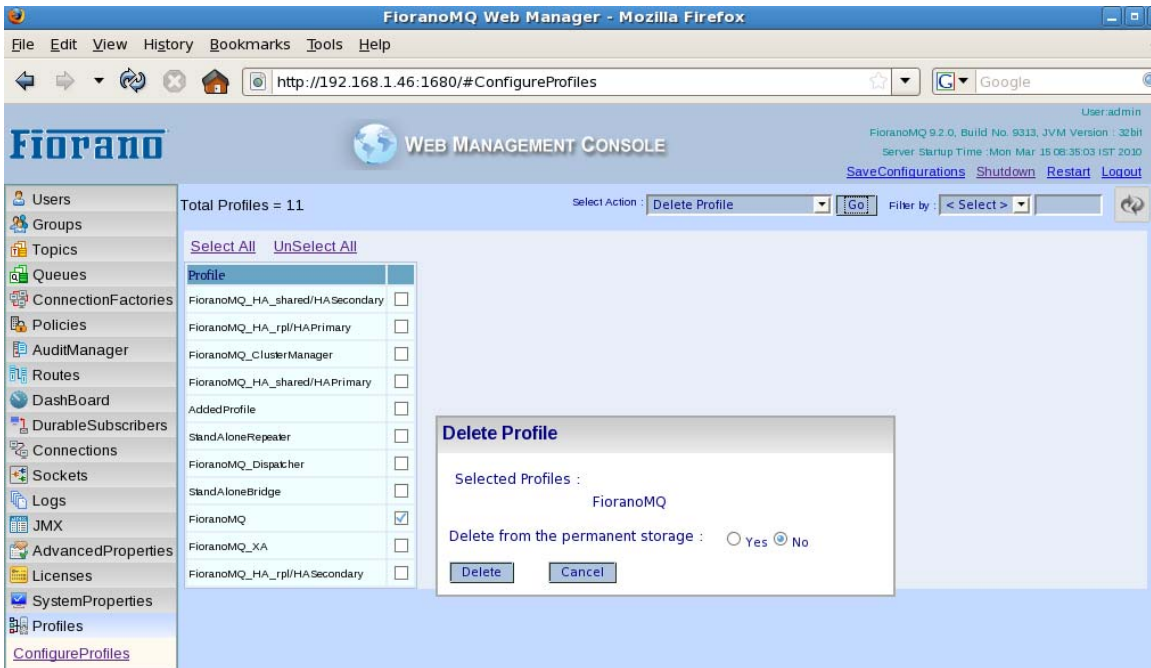 FioranoMQ Web Manager - Mozilla Firefox
File Edit View History Bookmarks Tools Help
http://192.168.1.46:1680/#ConfigureProfiles
G Google
User:admin
Fiorano
WEB MANAGEMENT CONSOLE
FioranoMQ 9.2.0, Build No. 9313, JVM Version : 32bit
Server Startup Time :Mon Mar 15 08:35:03 IST 2010
SaveConfigurations Shutdown Restart Logout
Users
Groups
Topics
Queues
ConnectionFactories
Policies
AuditManager
Routes
DashBoard
DurableSubscribers
Connections
Sockets
Logs
JMX
AdvancedProperties
Licenses
SystemProperties
Profiles
ConfigureProfiles
Total Profiles = 11
Select Action : Delete Profile Go Filter by : < Select >
Select All UnSelect All
Profile
FioranoMQ_HA_shared/HASecondary
FioranoMQ_HA_rpl/HAPrimary
FioranoMQ_ClusterManager
FioranoMQ_HA_shared/HAPrimary
AddedProfile
StandAloneRepeater
FioranoMQ_Dispatcher
StandAloneBridge
FioranoMQ
FioranoMQ_XA
FioranoMQ_HA_rpl/HASecondary
Delete Profile
Selected Profiles :
FioranoMQ
Delete from the permanent storage : Yes No
Delete Cancel